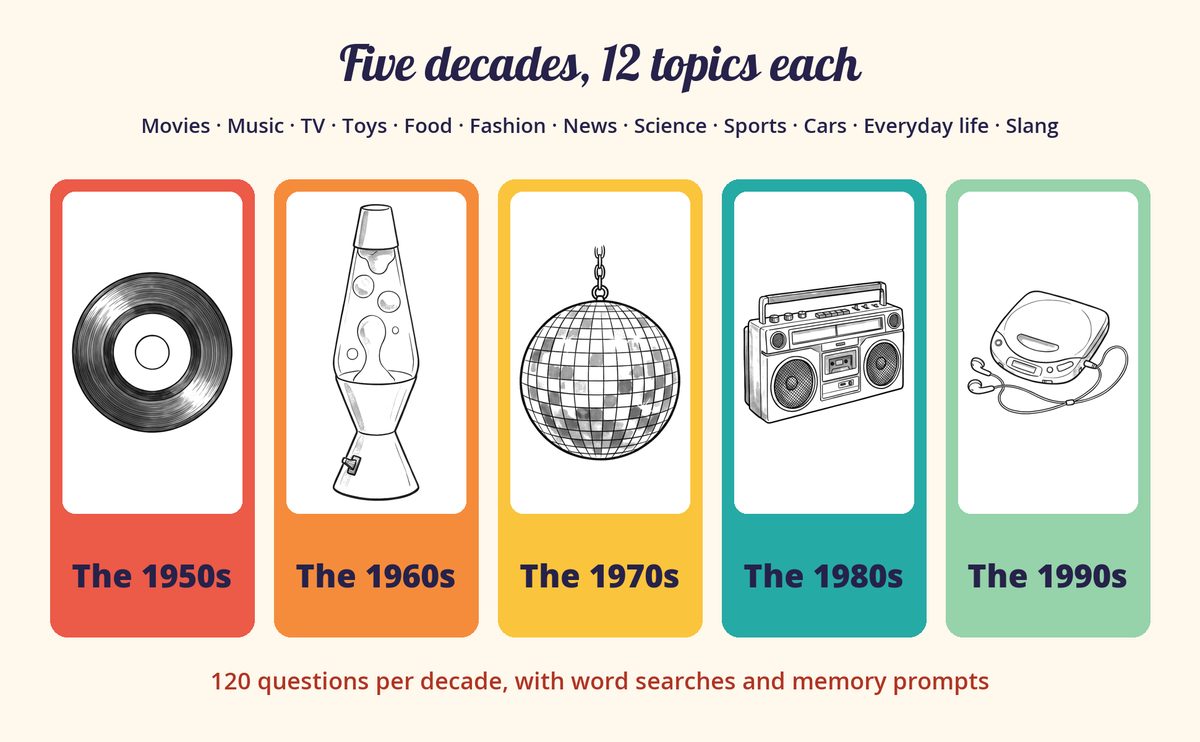 Five decades, 12 topics each
Movies · Music · TV · Toys · Food · Fashion · News · Science · Sports · Cars · Everyday life · Slang
The 1950s
The 1960s
The 1970s
The 1980s
The 1990s
120 questions per decade, with word searches and memory prompts